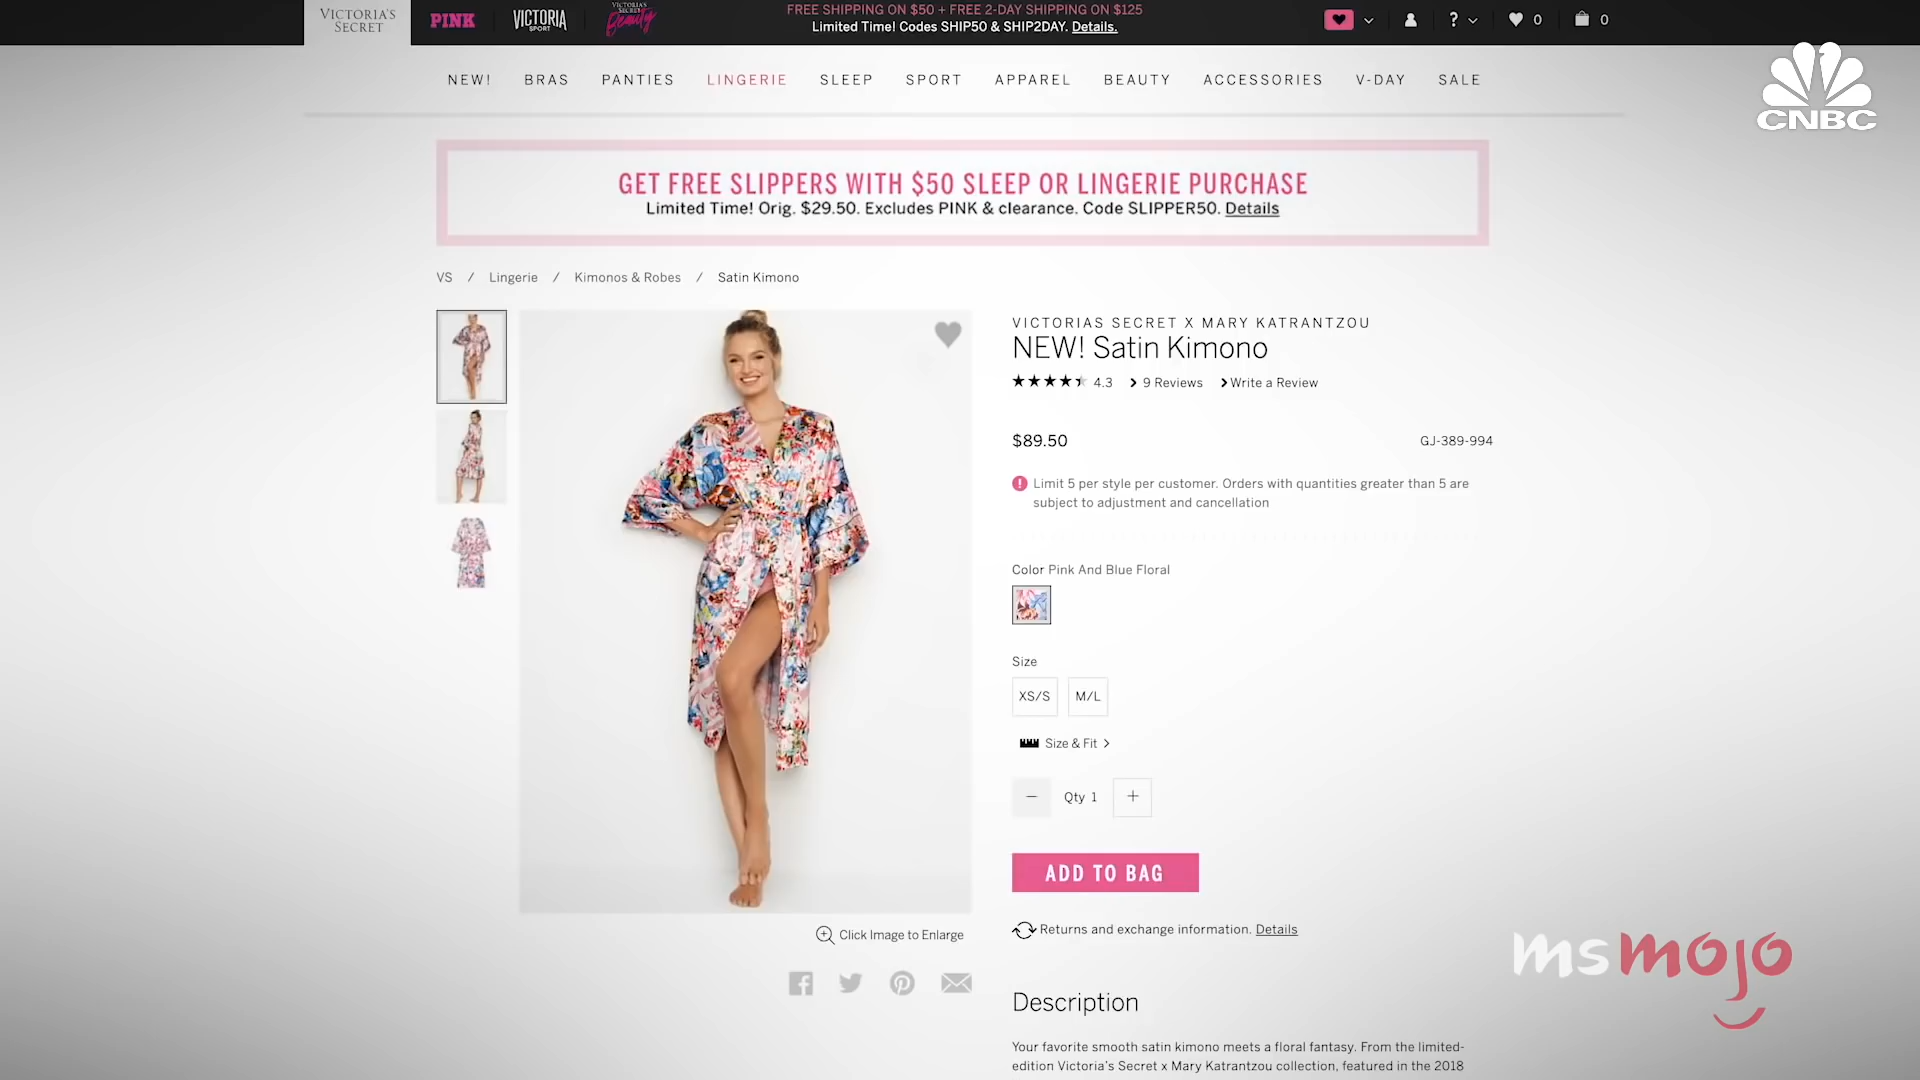 VICTORIA'S
SECRET
PINK
VICTORIA
SPORT
VICTORIA'S
SECRET
Beauty
FREE SHIPPING ON $50 + FREE 2-DAY SHIPPING ON $125
Limited Time! Codes SHIP50 & SHIP2DAY. Details.
? 0 0
NEW! BRAS PANTIES LINGERIE SLEEP SPORT APPAREL BEAUTY ACCESSORIES V-DAY SALE
CNBC
GET FREE SLIPPERS WITH $50 SLEEP OR LINGERIE PURCHASE
Limited Time! Orig. $29.50. Excludes PINK & clearance. Code SLIPPER50. Details
VS / Lingerie / Kimonos & Robes / Satin Kimono
VICTORIAS SECRET X MARY KATRANTZOU
NEW! Satin Kimono
4.3 9 Reviews Write a Review
$89.50 GJ-389-994
Limit 5 per style per customer. Orders with quantities greater than 5 are
subject to adjustment and cancellation
Color Pink And Blue Floral
Size
XS/S M/L
Size & Fit
− Qty 1 +
ADD TO BAG
Returns and exchange information. Details
Click Image to Enlarge
msmojo
Description
Your favorite smooth satin kimono meets a floral fantasy. From the limited-
edition Victoria's Secret x Mary Katrantzou collection, featured in the 2018